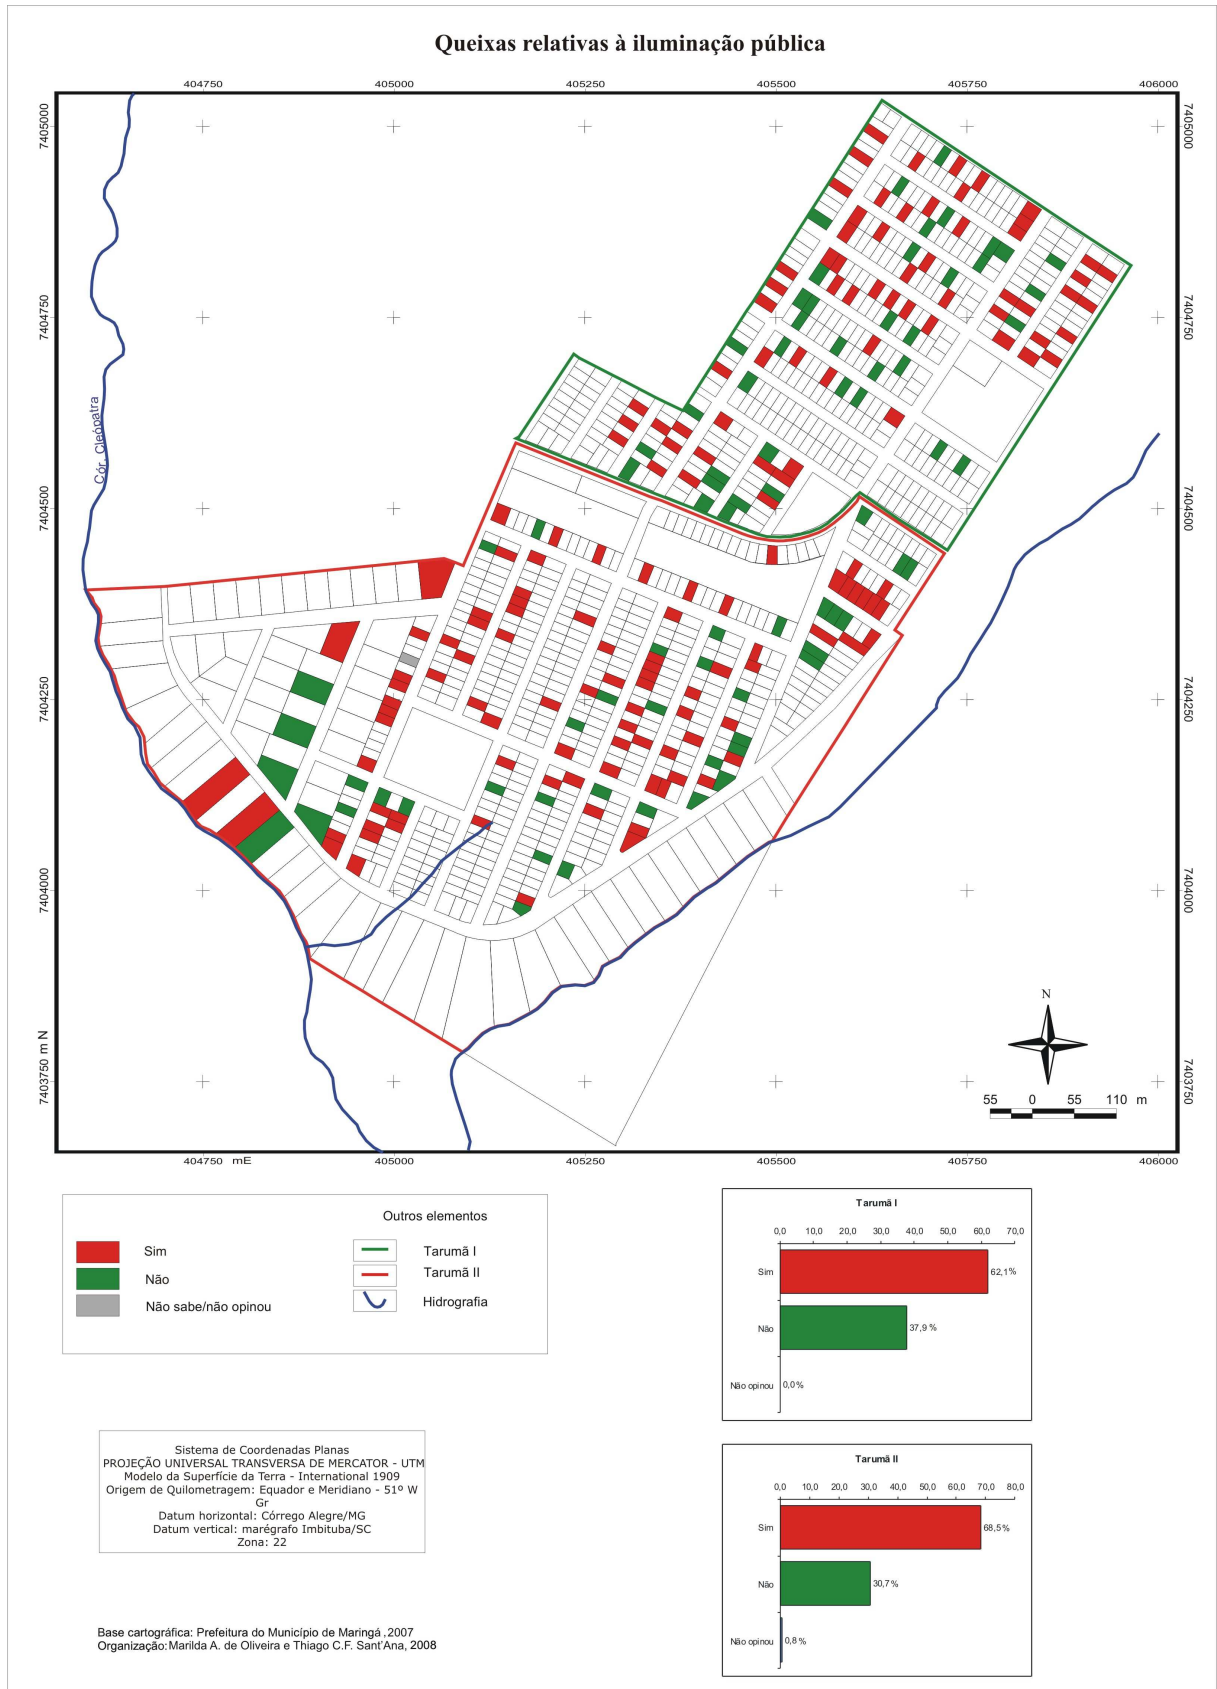 Queixas relativas à iluminação pública
404750 405000 405250 405500 405750 406000
7405000 7405000
7404750 7404750
Cór. Cleópatra
7404500 7404500
7404250 7404250
7404000 7404000
N
7403750 m N 7403750
55 0 55 110 m
404750 mE 405000 405250 405500 405750 406000
Outros elementos
Sim
Não
Não sabe/não opinou
Tarumã I
Tarumã II
Hidrografia
Tarumã I
0,0 10,0 20,0 30,0 40,0 50,0 60,0 70,0
Sim 62,1%
Não 37,9 %
Não opinou 0,0%
Sistema de Coordenadas Planas
PROJEÇÃO UNIVERSAL TRANSVERSA DE MERCATOR - UTM
Modelo da Superfície da Terra - International 1909
Origem de Quilometragem: Equador e Meridiano - 51º W
Gr
Datum horizontal: Córrego Alegre/MG
Datum vertical: marégrafo Imbituba/SC
Zona: 22
Tarumã II
0,0 10,0 20,0 30,0 40,0 50,0 60,0 70,0 80,0
Sim 68,5%
Não 30,7%
Não opinou 0,8 %
Base cartográfica: Prefeitura do Município de Maringá ,2007
Organização: Marilda A. de Oliveira e Thiago C.F. Sant'Ana, 2008